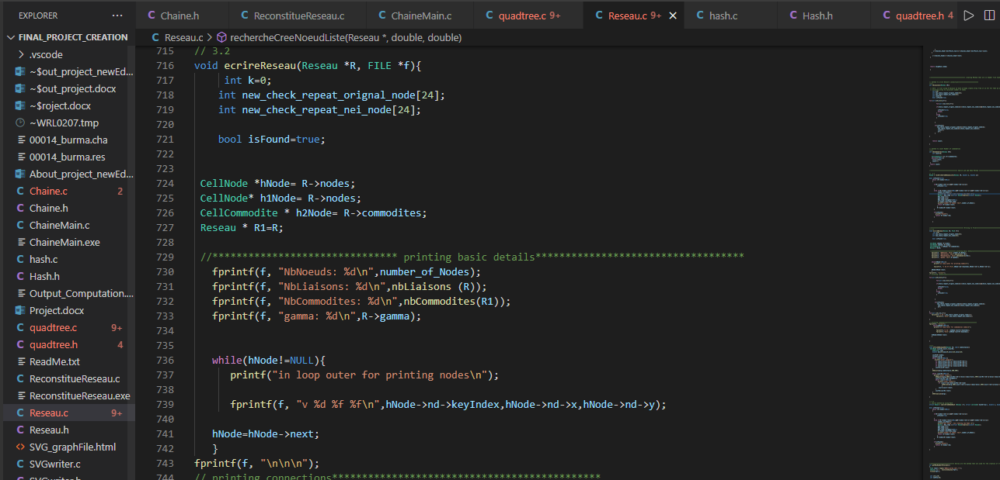 EXPLORER ...
Chaine.h
ReconstitueReseau.c
ChaineMain.c
quadtree.c 9+
Reseau.c 9+
hash.c
Hash.h
quadtree.h 4
FINAL_PROJECT_CREATION
Reseau.c > rechercheCreeNoeudListe(Reseau *, double, double)
.vscode
~$out_project_newEd...
~$out_project.docx
~$roject.docx
~WRL0207.tmp
00014_burma.cha
00014_burma.res
About_project_newEd...
Chaine.c 2
Chaine.h
ChaineMain.c
ChaineMain.exe
hash.c
Hash.h
Output_Computation....
Project.docx
quadtree.c 9+
quadtree.h 4
ReadMe.txt
ReconstitueReseau.c
ReconstitueReseau.exe
Reseau.c 9+
Reseau.h
SVG_graphFile.html
SVGwriter.c
SVGwriter.h
715 // 3.2
716 void ecrireReseau(Reseau *R, FILE *f){
717 int k=0;
718 int new_check_repeat_orignal_node[24];
719 int new_check_repeat_nei_node[24];
720
721 bool isFound=true;
722
723
724 CellNode *hNode= R->nodes;
725 CellNode* h1Node= R->nodes;
726 CellCommodite * h2Node= R->commodites;
727 Reseau * R1=R;
728
729 //******************************* printing basic details***********************************
730 fprintf(f, "NbNoeuds: %d\n",number_of_Nodes);
731 fprintf(f, "NbLiaisons: %d\n",nbLiaisons (R));
732 fprintf(f, "NbCommodites: %d\n",nbCommodites(R1));
733 fprintf(f, "gamma: %d\n",R->gamma);
734
735
736 while(hNode!=NULL){
737 printf("in loop outer for printing nodes\n");
738
739 fprintf(f, "v %d %f %f\n",hNode->nd->keyIndex,hNode->nd->x,hNode->nd->y);
740
741 hNode=hNode->next;
742 }
743 fprintf(f, "\n\n\n");
744 // printing connections*********************************************